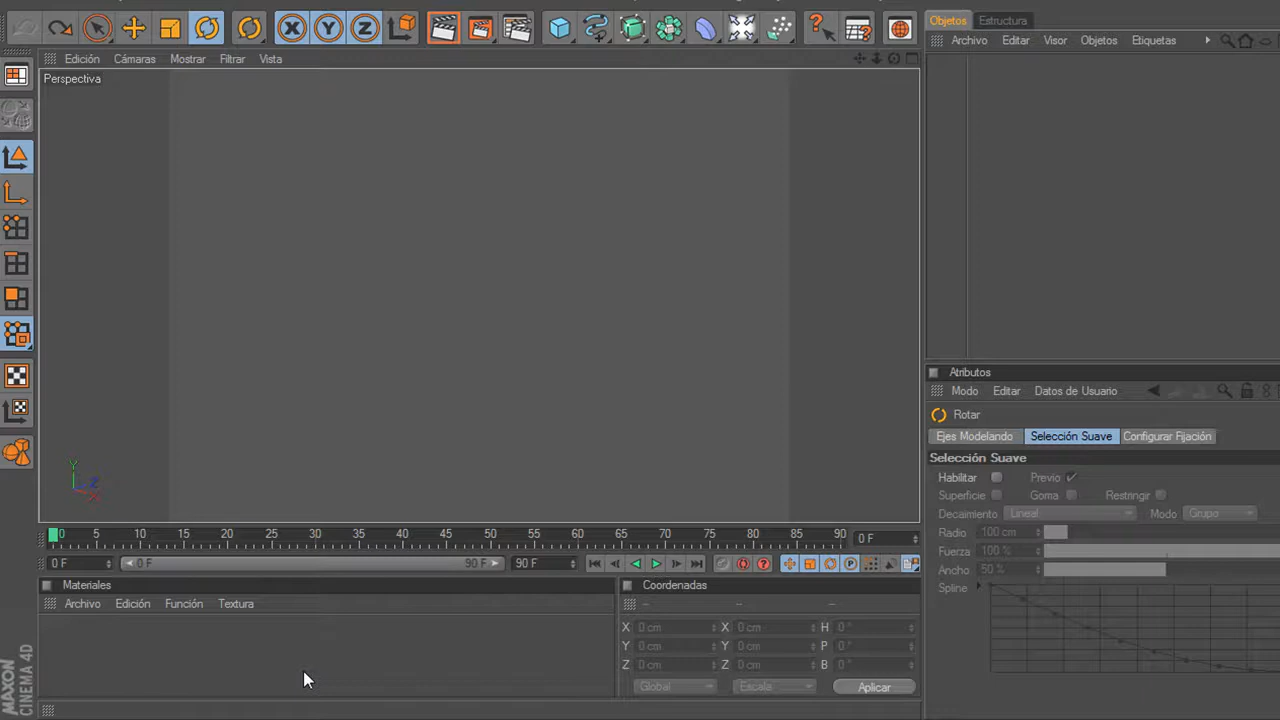 Objetos Estructura
Archivo Editar Visor Objetos Etiquetas
Edición Cámaras Mostrar Filtrar Vista
Perspectiva
X Y Z
Y Z X
Atributos
Modo Editar Datos de Usuario
Rotar
Ejes Modelando Selección Suave Configurar Fijación
Selección Suave
Habilitar Previo
Superficie Goma Restringir
Decaimiento Lineal Modo Grupo
Radio 100 cm
Fuerza 100 %
Ancho 50 %
Spline
0 5 10 15 20 25 30 35 40 45 50 55 60 65 70 75 80 85 90 0 F
0 F 0 F 90 F 90 F
Materiales
Archivo Edición Función Textura
Coordenadas
-- -- --
X 0 cm X 0 cm H 0 °
Y 0 cm Y 0 cm P 0 °
Z 0 cm Z 0 cm B 0 °
Global Escala Aplicar
MAXON
CINEMA 4D